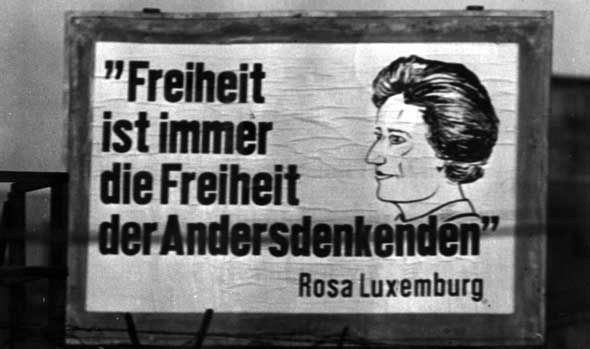 "Freiheit
ist immer
die Freiheit
der Andersdenkenden"
Rosa Luxemburg